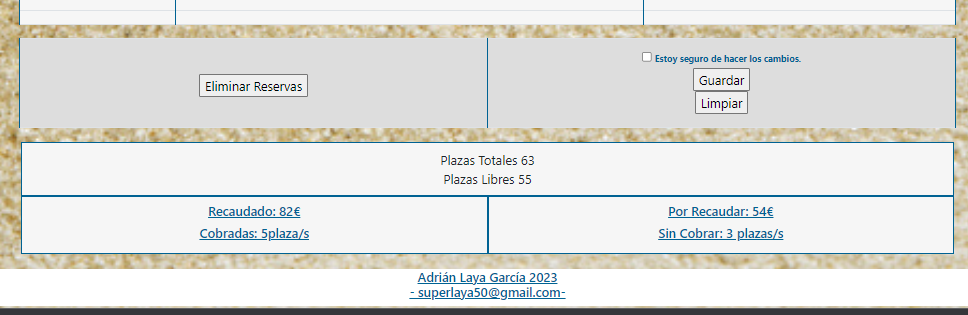 Eliminar Reservas
Estoy seguro de hacer los cambios.
Guardar
Limpiar
Plazas Totales 63
Plazas Libres 55
Recaudado: 82€
Cobradas: 5plaza/s
Por Recaudar: 54€
Sin Cobrar: 3 plazas/s
Adrián Laya García 2023
- superlaya50@gmail.com-